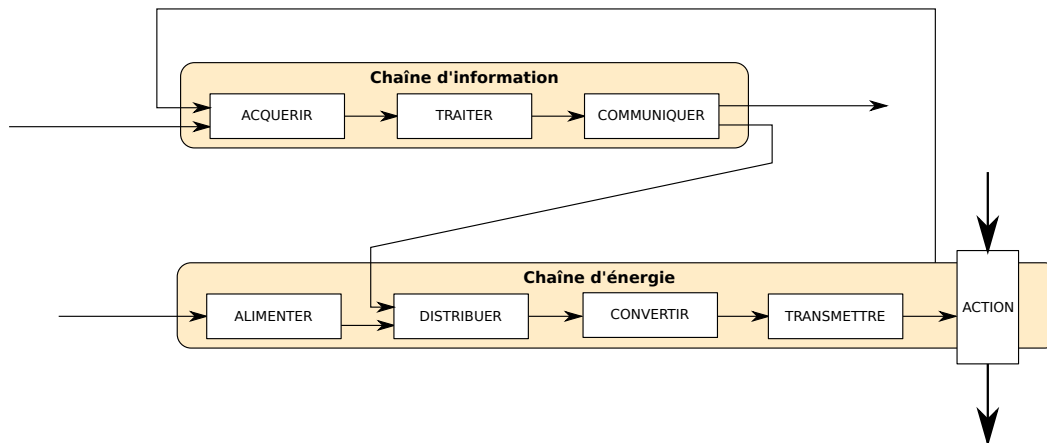 Chaîne d'information
ACQUERIR
TRAITER
COMMUNIQUER
Chaîne d'énergie
ALIMENTER
DISTRIBUER
CONVERTIR
TRANSMETTRE
ACTION